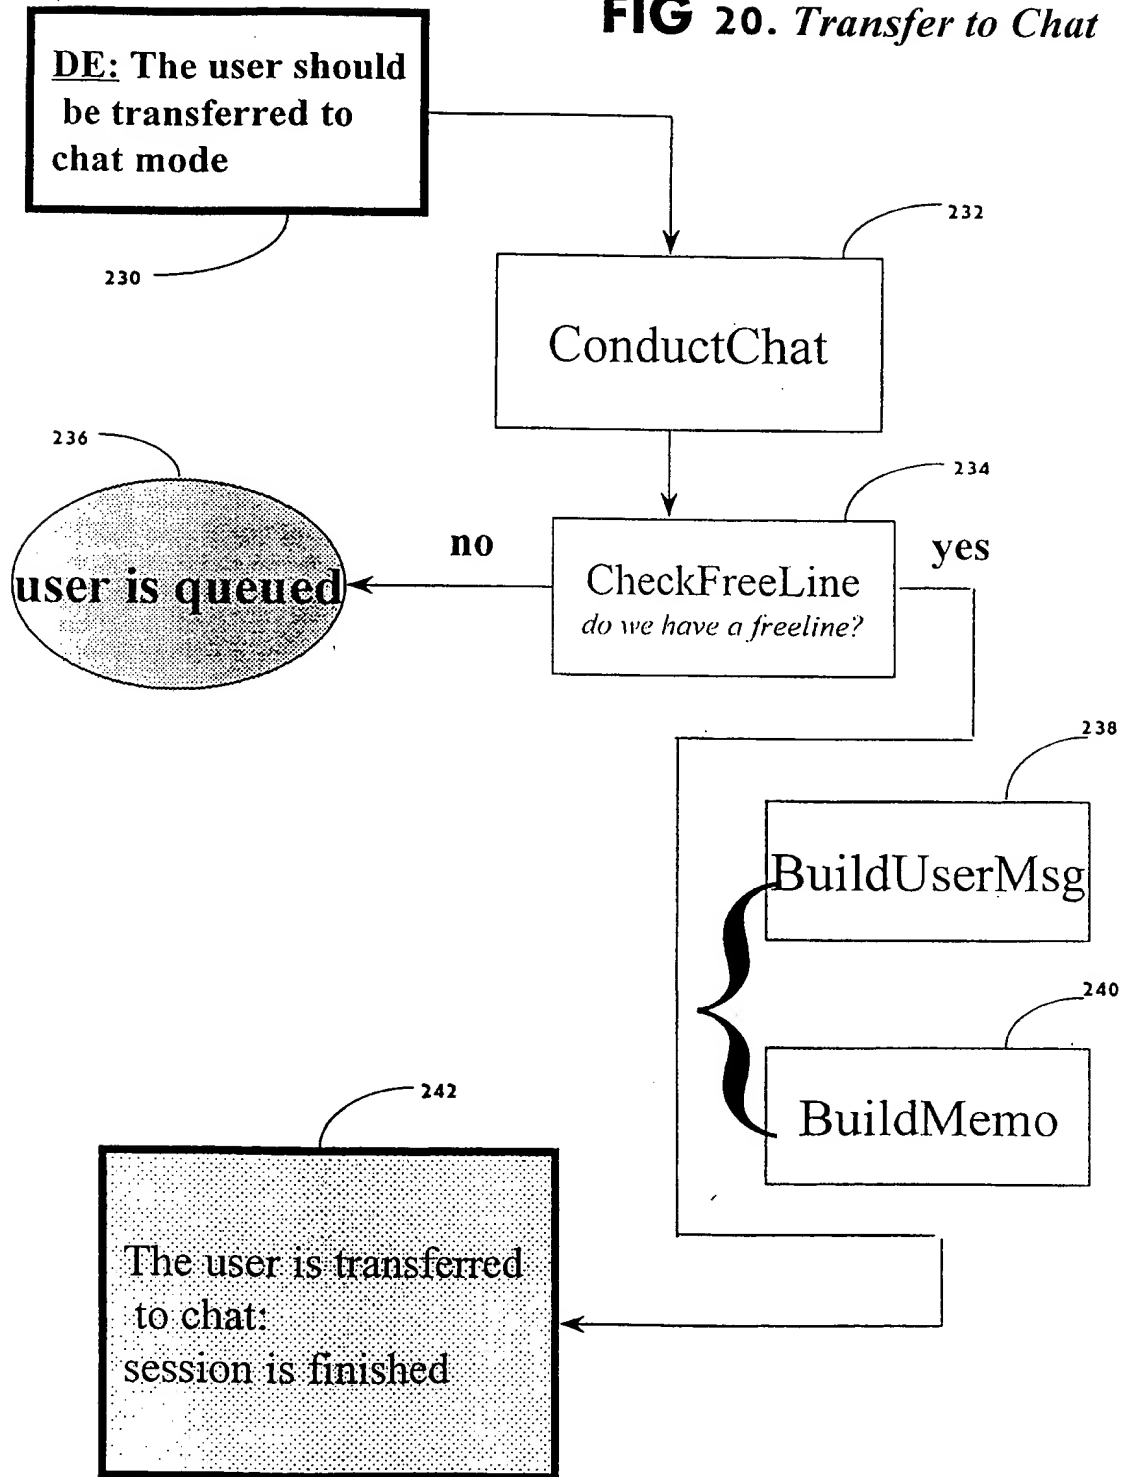 FIG 20. Transfer to Chat
DE: The user should
be transferred to
chat mode
230
232
ConductChat
236
234
no
yes
user is queued
CheckFreeLine
do we have a freeline?
238
BuildUserMsg
240
BuildMemo
242
The user is transferred
to chat:
session is finished